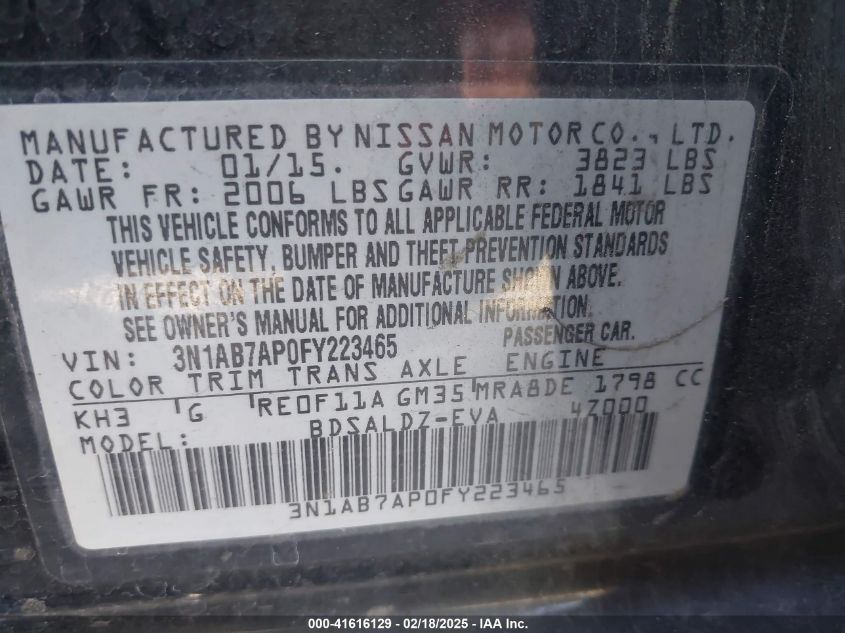 MANUFACTURED BY NISSAN MOTOR CO., LTD.
DATE: 01/15. GVWR: 3823 LBS
GAWR FR: 2006 LBS GAWR RR: 1841 LBS
THIS VEHICLE CONFORMS TO ALL APPLICABLE FEDERAL MOTOR
VEHICLE SAFETY, BUMPER AND THEFT PREVENTION STANDARDS
IN EFFECT ON THE DATE OF MANUFACTURE SHOWN ABOVE.
SEE OWNER'S MANUAL FOR ADDITIONAL INFORMATION.
VIN: 3N1AB7AP0FY223465 PASSENGER CAR.
COLOR TRIM TRANS AXLE ENGINE
KH3 G RE0F11A GM35 MRA8DE 1798 CC
MODEL: BDSALDZ-EVA 47000
3N1AB7AP0FY223465
000-41616129 - 02/18/2025 - IAA Inc.